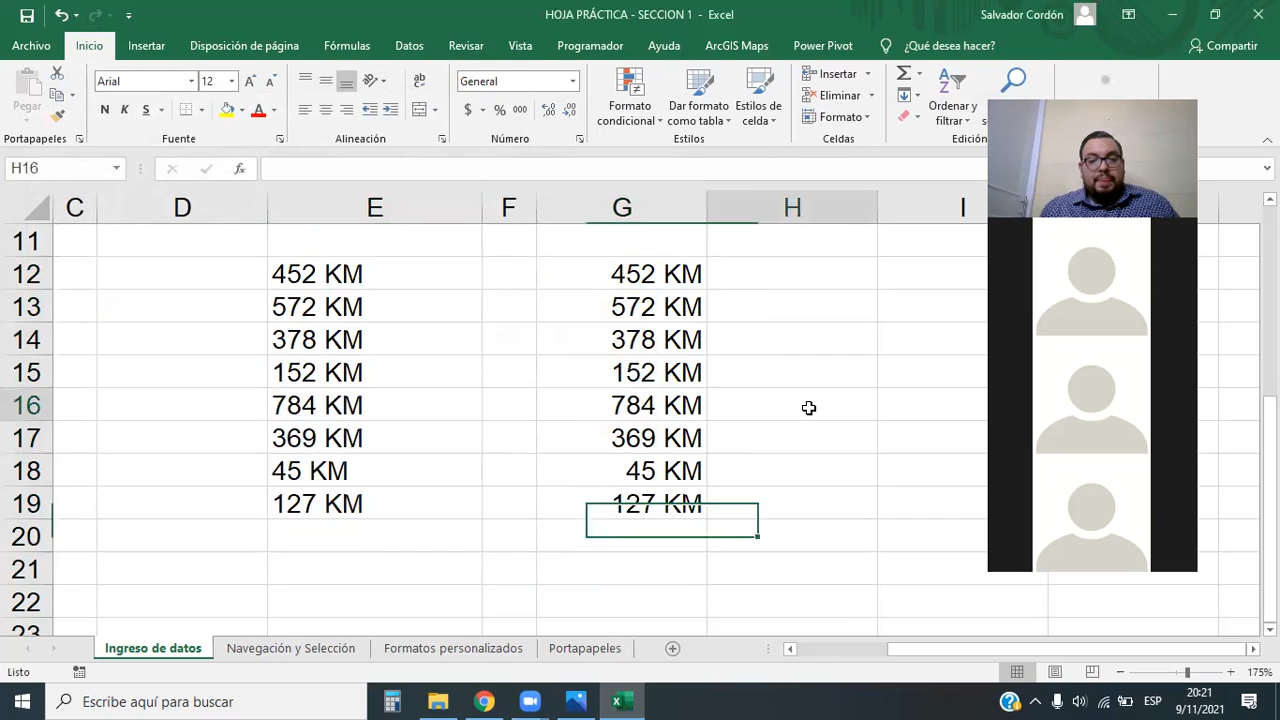 HOJA PRÁCTICA - SECCION 1 - Excel
Salvador Cordón
Archivo Inicio Insertar Disposición de página Fórmulas Datos Revisar Vista Programador Ayuda ArcGIS Maps Power Pivot ¿Qué desea hacer? Compartir
Pegar
Arial 12
N K S
General
$ % 000
Formato condicional
Dar formato como tabla
Estilos de celda
Insertar
Eliminar
Formato
Ordenar y filtrar
Portapapeles Fuente Alineación Número Estilos Celdas Edición
H16 fx
C D E F G H I
11
12 452 KM 452 KM
13 572 KM 572 KM
14 378 KM 378 KM
15 152 KM 152 KM
16 784 KM 784 KM
17 369 KM 369 KM
18 45 KM 45 KM
19 127 KM 127 KM
20
21
22
23
Ingreso de datos Navegación y Selección Formatos personalizados Portapapeles
Listo 175%
Escribe aquí para buscar
ESP
20:21
9/11/2021